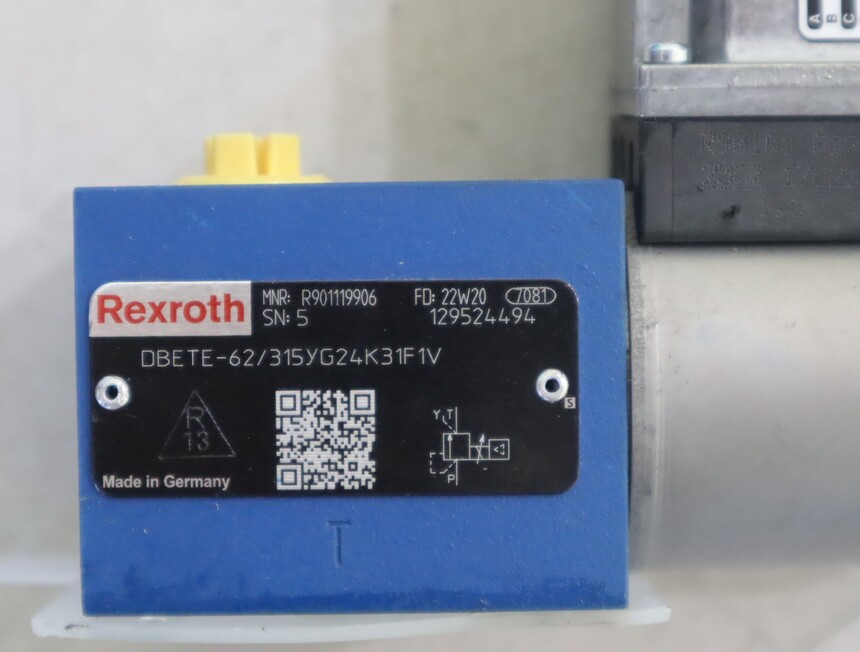 A
B
C
Rexroth
MNR: R901119906 FD: 22W20 7081
SN: 5 129524494
DBETE-62/315YG24K31F1V
S
R
13
Y T
P
Made in Germany
T